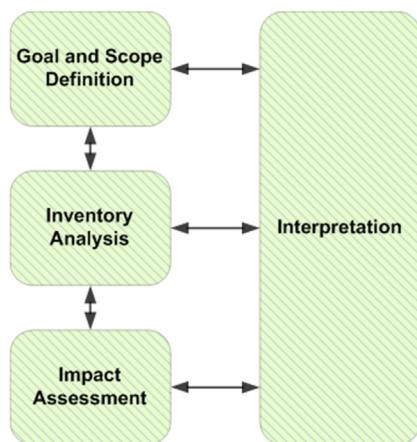 Goal and Scope
Definition
Inventory
Analysis
Interpretation
Impact
Assessment